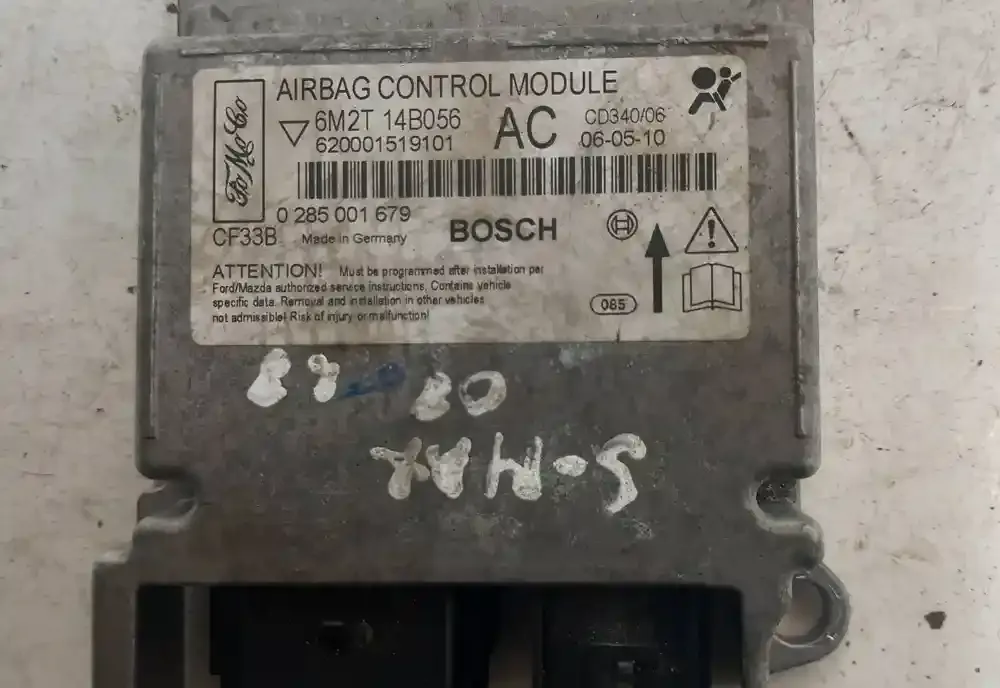 FoMoCo
AIRBAG CONTROL MODULE
6M2T 14B056 AC CD340/06
620001519101 06-05-10
0 285 001 679
CF33B Made in Germany BOSCH
ATTENTION! Must be programmed after installation per
Ford/Mazda authorized service instructions. Contains vehicle
specific data. Removal and installation in other vehicles
not admissible! Risk of injury or malfunction!
085
S-MAX